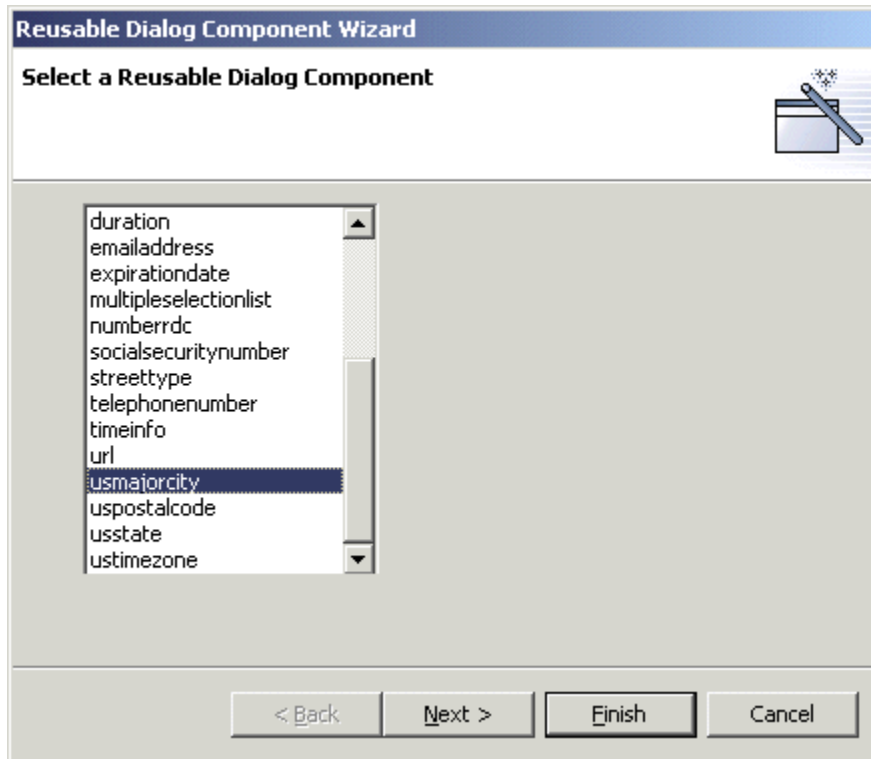 Reusable Dialog Component Wizard
Select a Reusable Dialog Component
duration
emailaddress
expirationdate
multipleselectionlist
numberrdc
socialsecuritynumber
streettype
telephonenumber
timeinfo
url
usmajorcity
uspostalcode
usstate
ustimezone
< Back Next > Finish Cancel